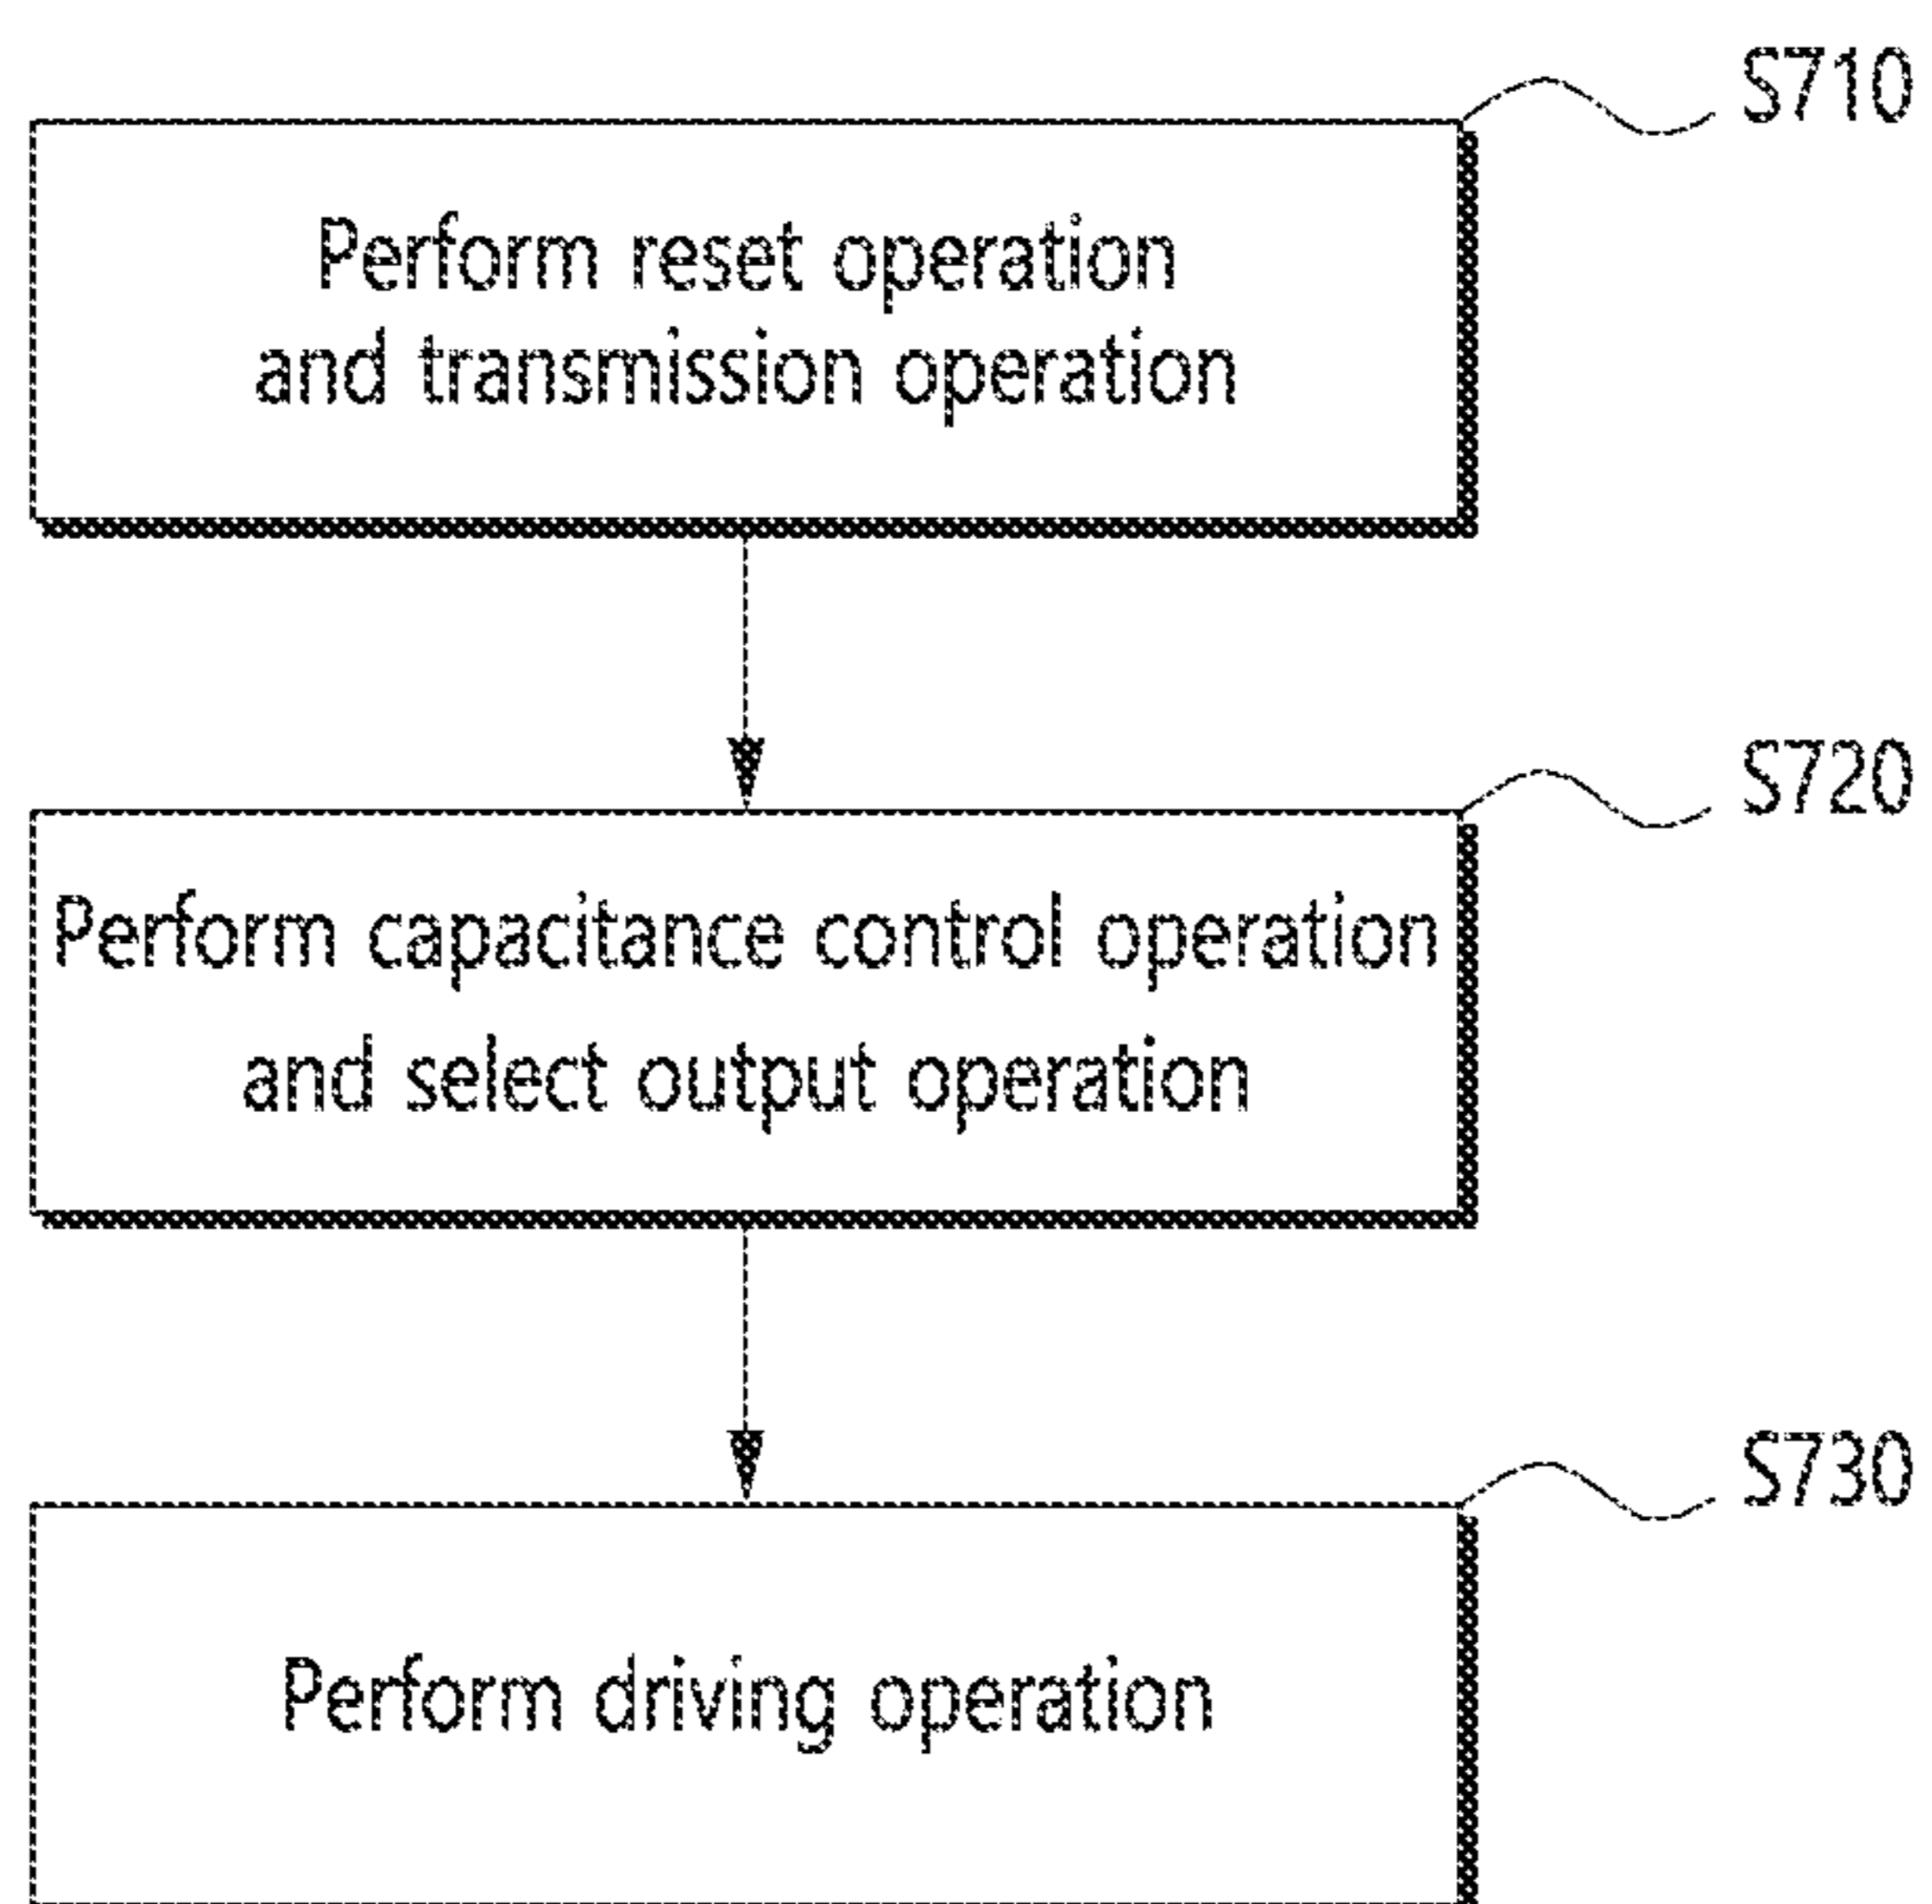 S710
Perform reset operation
and transmission operation
S720
Perform capacitance control operation
and select output operation
S730
Perform driving operation